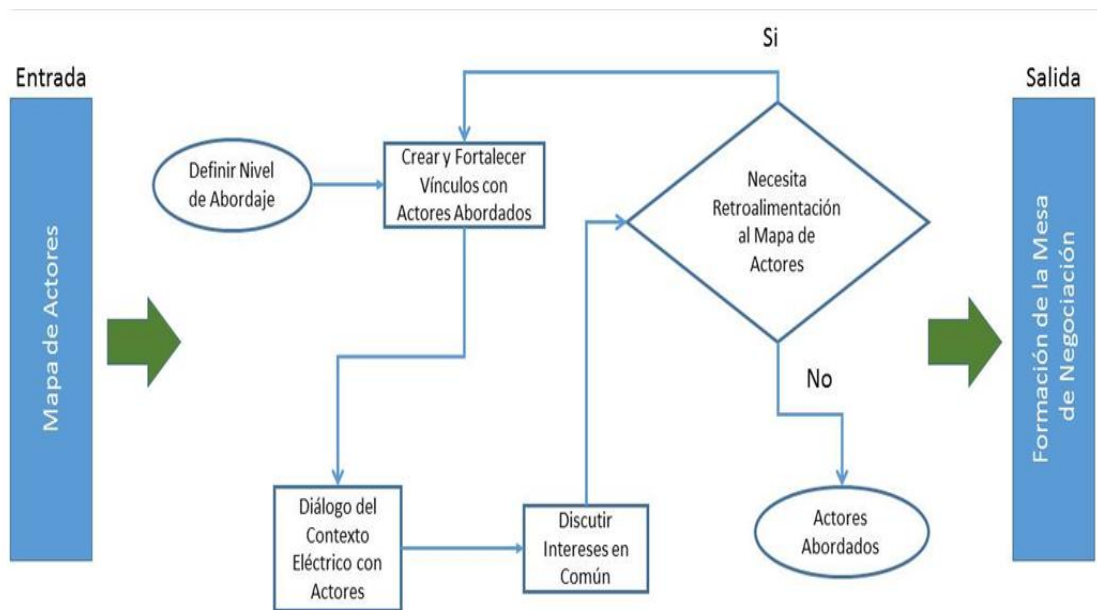 Entrada
Mapa de Actores
Definir Nivel
de Abordaje
Crear y Fortalecer
Vínculos con
Actores Abordados
Diálogo del
Contexto
Eléctrico con
Actores
Discutir
Intereses en
Común
Si
Necesita
Retroalimentación
al Mapa de
Actores
No
Actores
Abordados
Salida
Formación de la Mesa
de Negociación